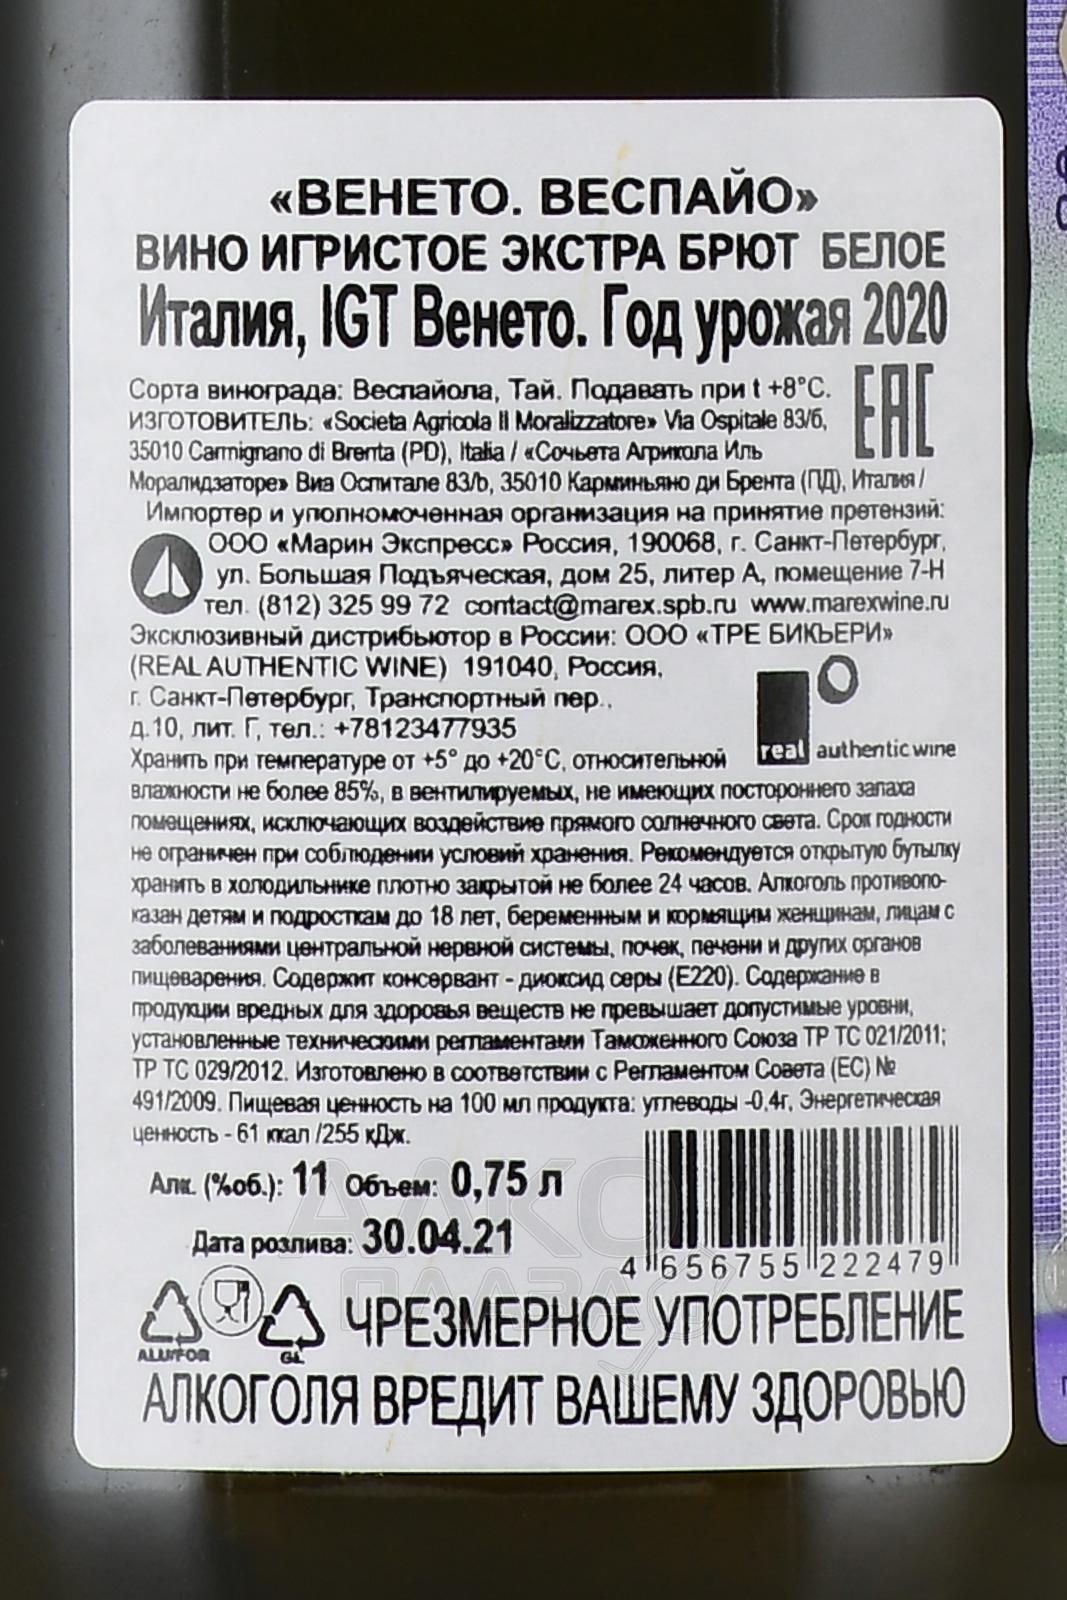 «ВЕНЕТО. ВЕСПАЙО»
ВИНО ИГРИСТОЕ ЭКСТРА БРЮТ БЕЛОЕ
Италия, IGT Венето. Год урожая 2020
Сорта винограда: Веспайола, Тай. Подавать при t +8°С.
EAC
ИЗГОТОВИТЕЛЬ: «Societa Agricola Il Moralizzatore» Via Ospitale 83/б,
35010 Carmignano di Brenta (PD), Italia / «Сочьета Агрикола Иль
Моралидзаторе» Виа Оспитале 83/b, 35010 Карминьяно ди Брента (ПД), Италия /
Импортер и уполномоченная организация на принятие претензий:
ООО «Марин Экспресс» Россия, 190068, г. Санкт-Петербург,
ул. Большая Подъяческая, дом 25, литер А, помещение 7-Н
тел. (812) 325 99 72 contact@marex.spb.ru www.marexwine.ru
Эксклюзивный дистрибьютор в России: ООО «ТРЕ БИКЬЕРИ»
(REAL AUTHENTIC WINE) 191040, Россия,
г. Санкт-Петербург, Транспортный пер.,
д.10, лит. Г, тел.: +78123477935
real authentic wine
Хранить при температуре от +5° до +20°С, относительной
влажности не более 85%, в вентилируемых, не имеющих постороннего запаха
помещениях, исключающих воздействие прямого солнечного света. Срок годности
не ограничен при соблюдении условий хранения. Рекомендуется открытую бутылку
хранить в холодильнике плотно закрытой не более 24 часов. Алкоголь противопо-
казан детям и подросткам до 18 лет, беременным и кормящим женщинам, лицам с
заболеваниями центральной нервной системы, почек, печени и других органов
пищеварения. Содержит консервант - диоксид серы (Е220). Содержание в
продукции вредных для здоровья веществ не превышает допустимые уровни,
установленные техническими регламентами Таможенного Союза ТР ТС 021/2011;
ТР ТС 029/2012. Изготовлено в соответствии с Регламентом Совета (ЕС) №
491/2009. Пищевая ценность на 100 мл продукта: углеводы -0,4г, Энергетическая
ценность - 61 ккал /255 кДж.
Алк. (%об.): 11 Объем: 0,75 л
Дата розлива: 30.04.21
4 656755 222479
АЛКО
ПЛАЗА
ALU/FOR
GL
ЧРЕЗМЕРНОЕ УПОТРЕБЛЕНИЕ
АЛКОГОЛЯ ВРЕДИТ ВАШЕМУ ЗДОРОВЬЮ